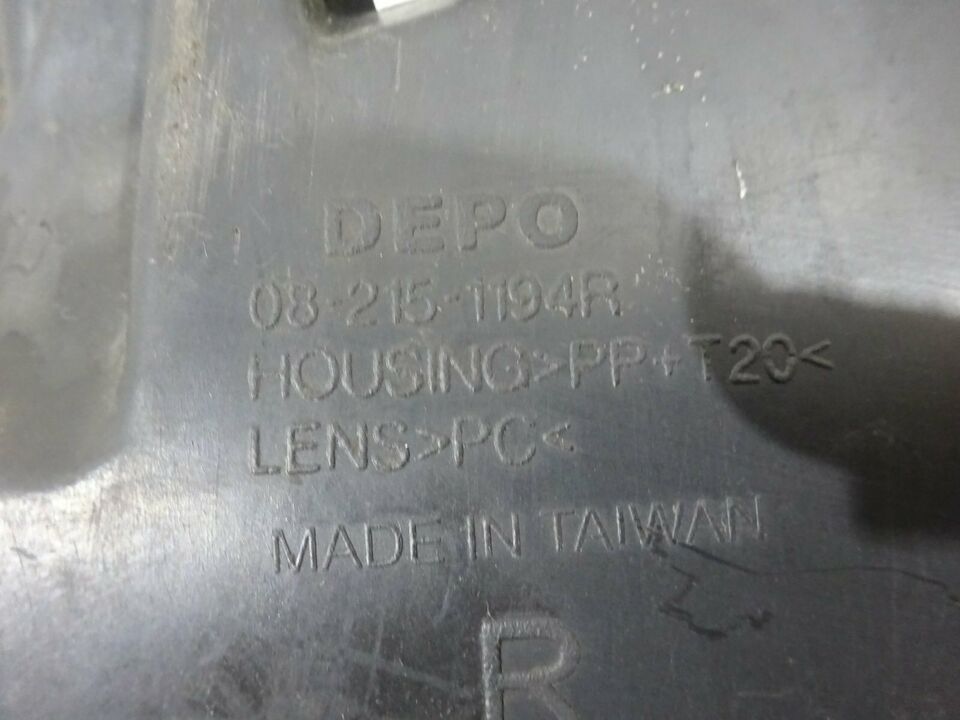 DEPO
08-215-1194R
HOUSING>PP+T20<
LENS>PC<
MADE IN TAIWAN
R